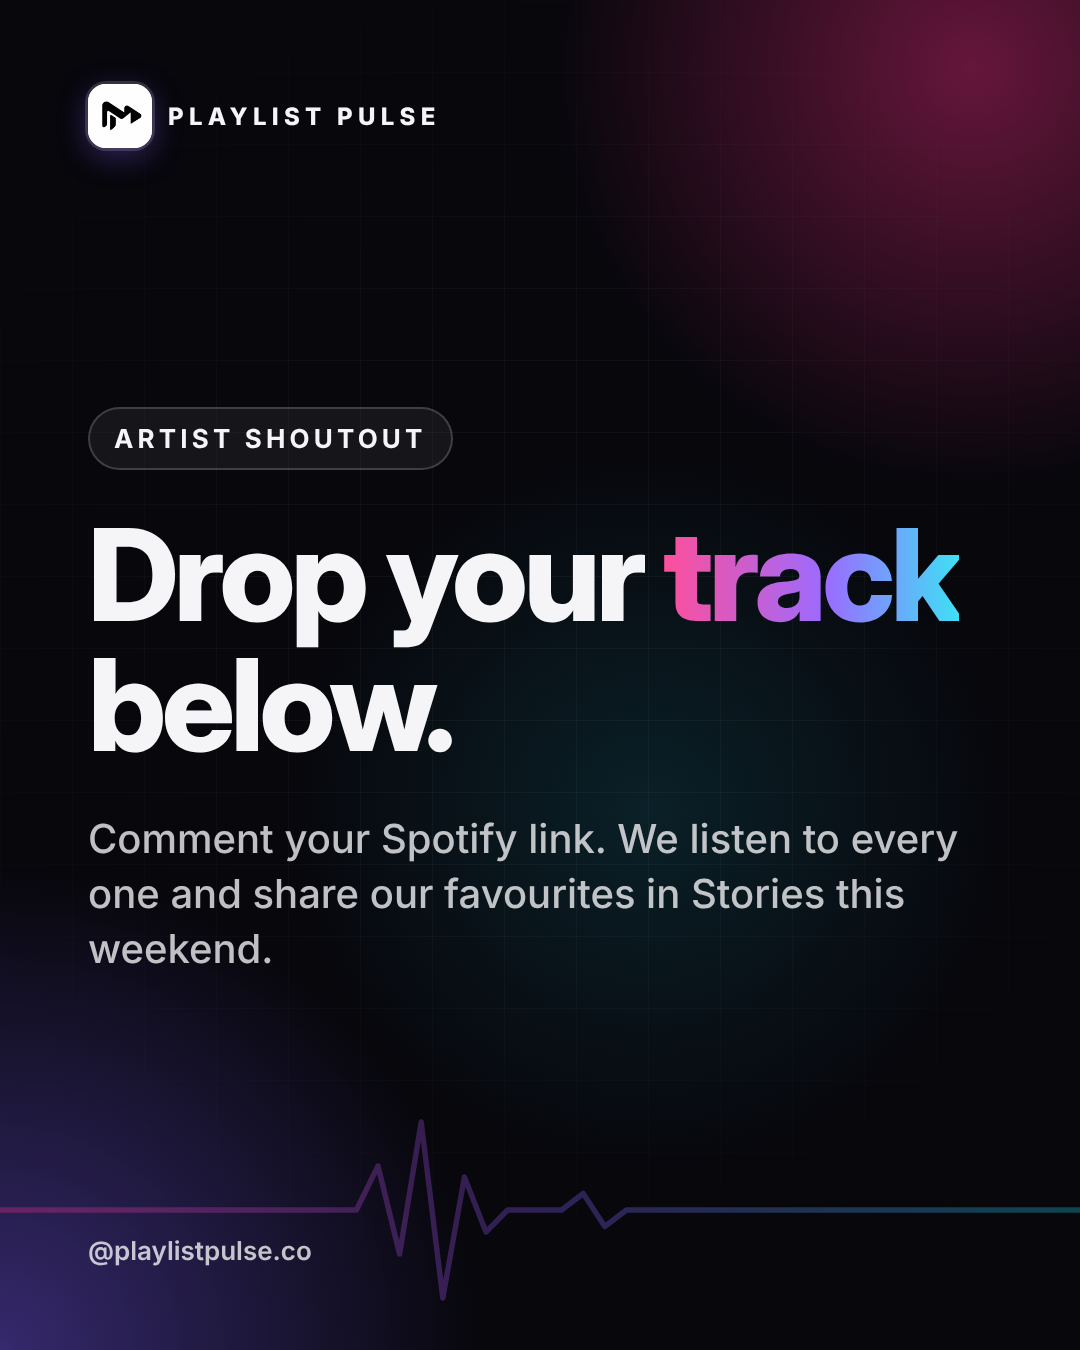 PLAYLIST PULSE
ARTIST SHOUTOUT
Drop your track
below.
Comment your Spotify link. We listen to every
one and share our favourites in Stories this
weekend.
@playlistpulse.co